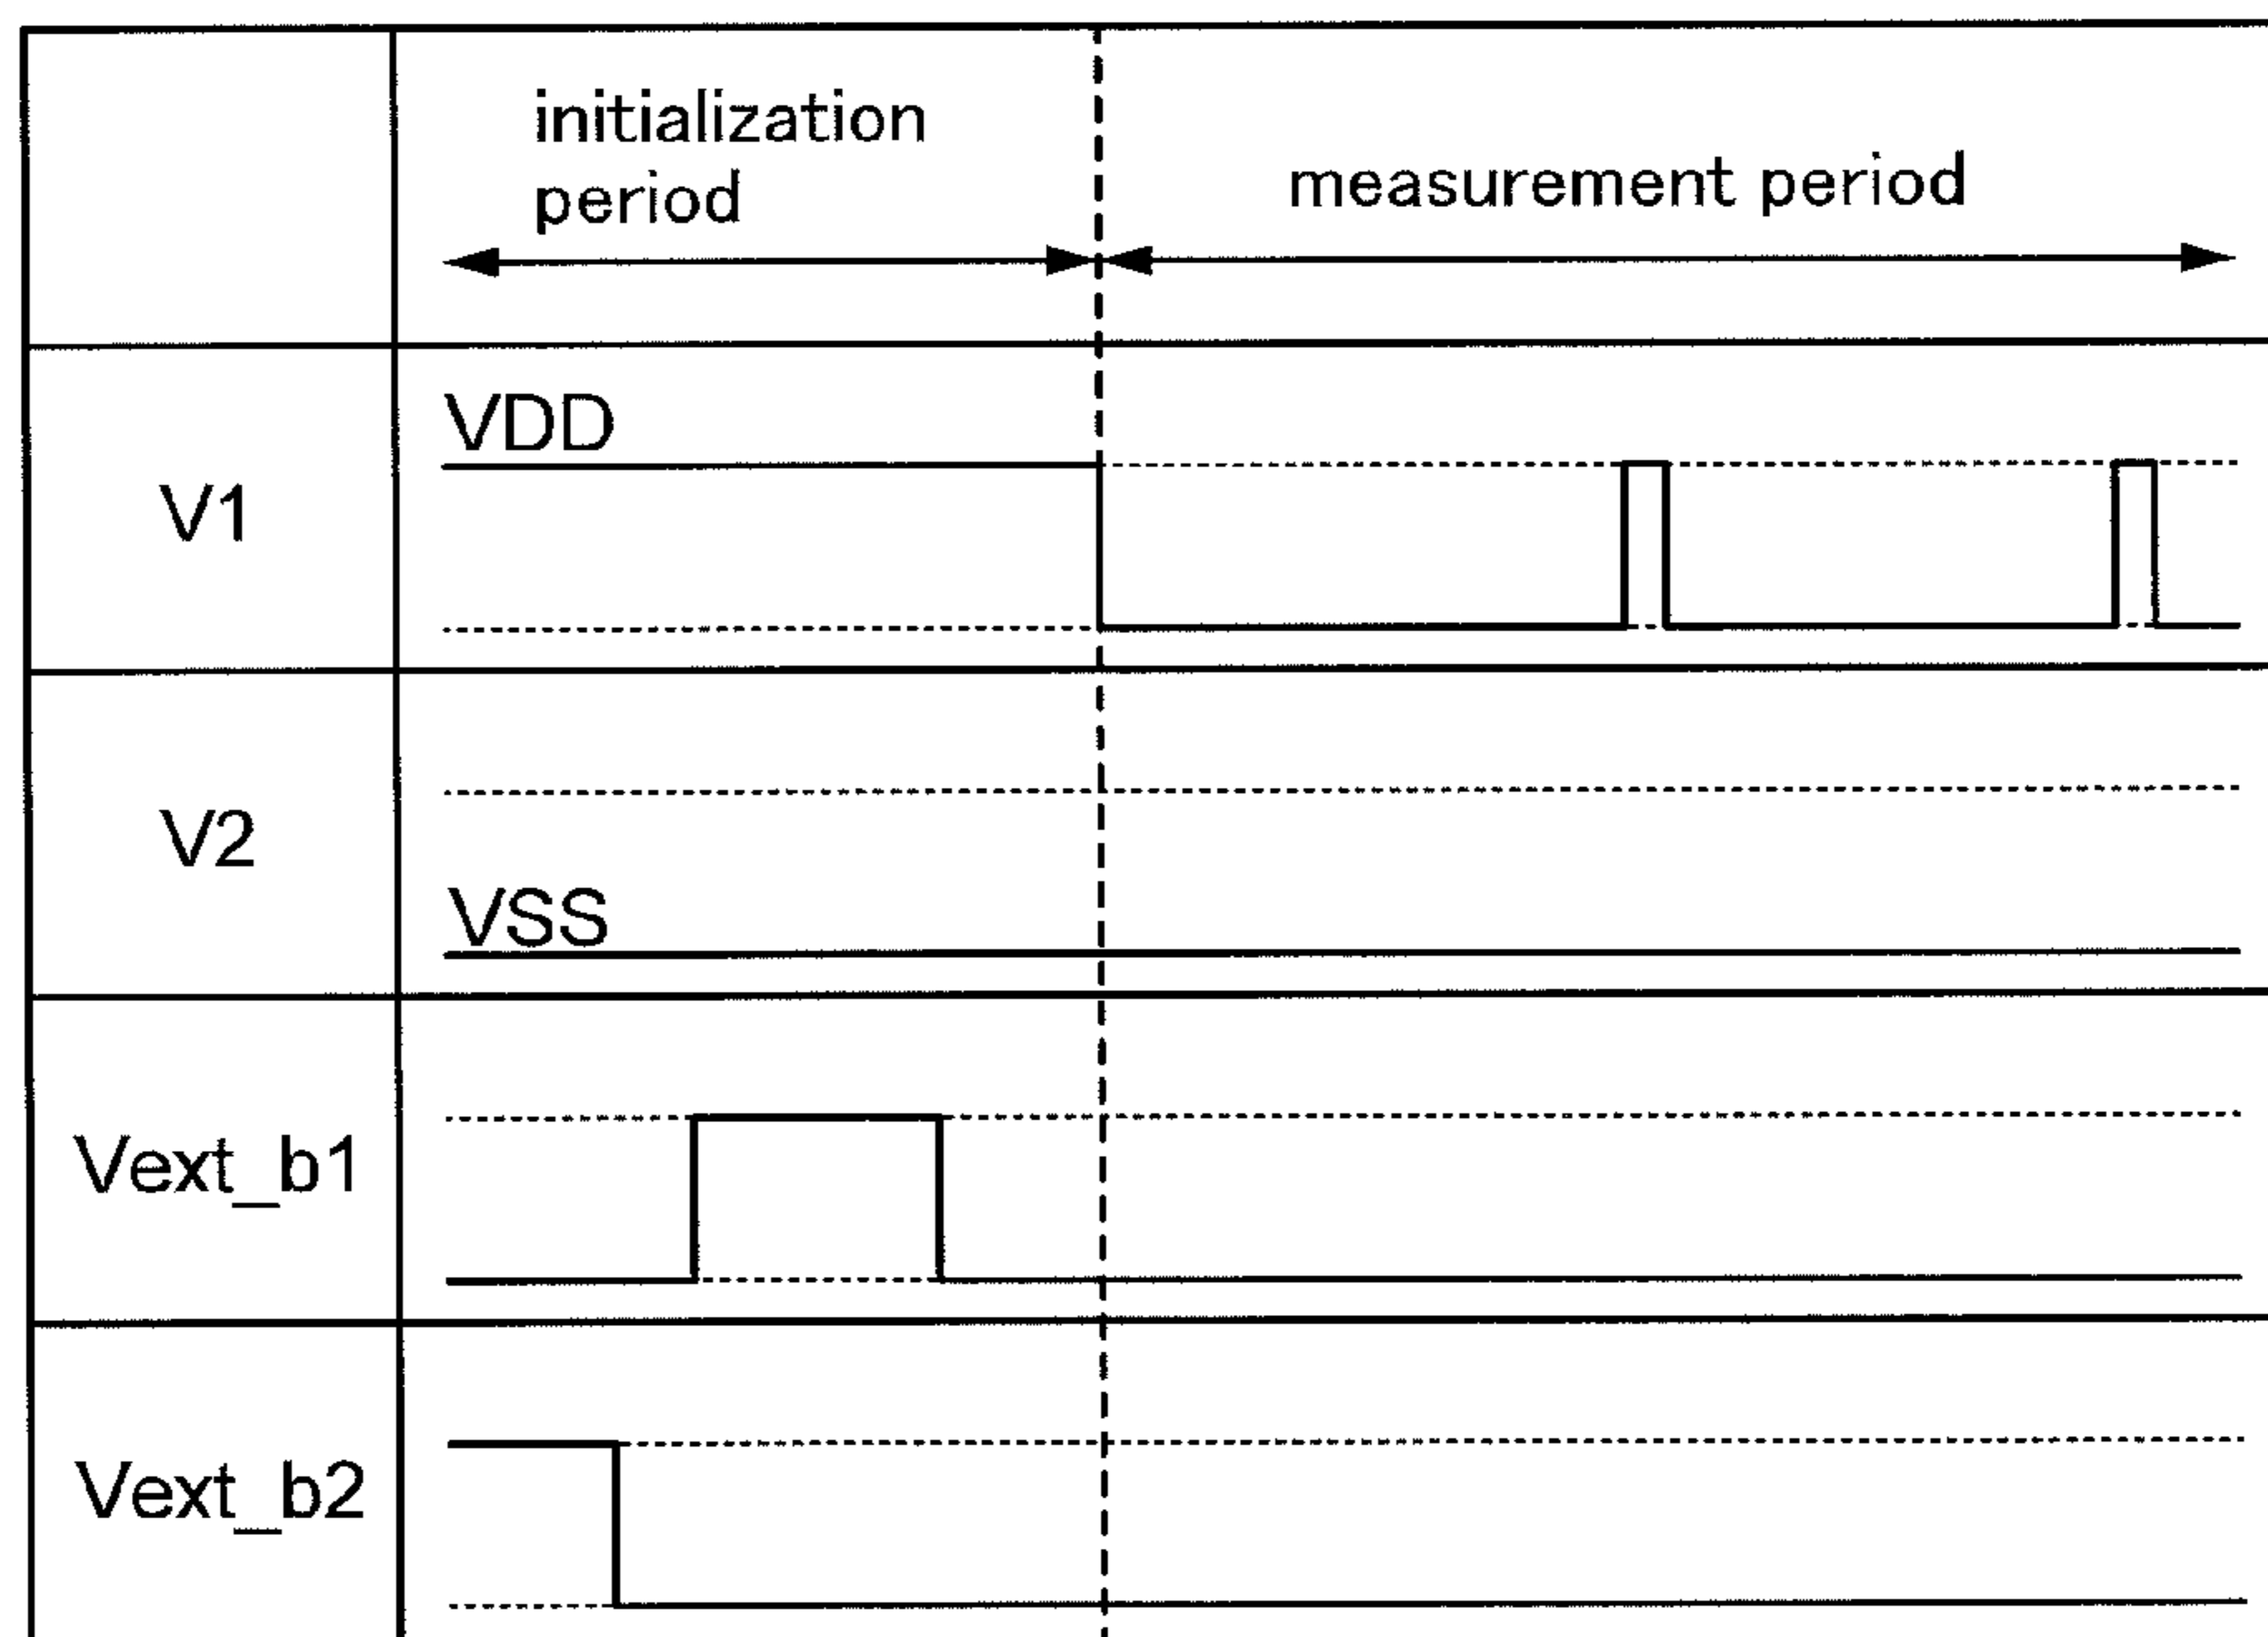 initialization
period
measurement period
VDD
V1
V2
VSS
Vext_b1
Vext_b2